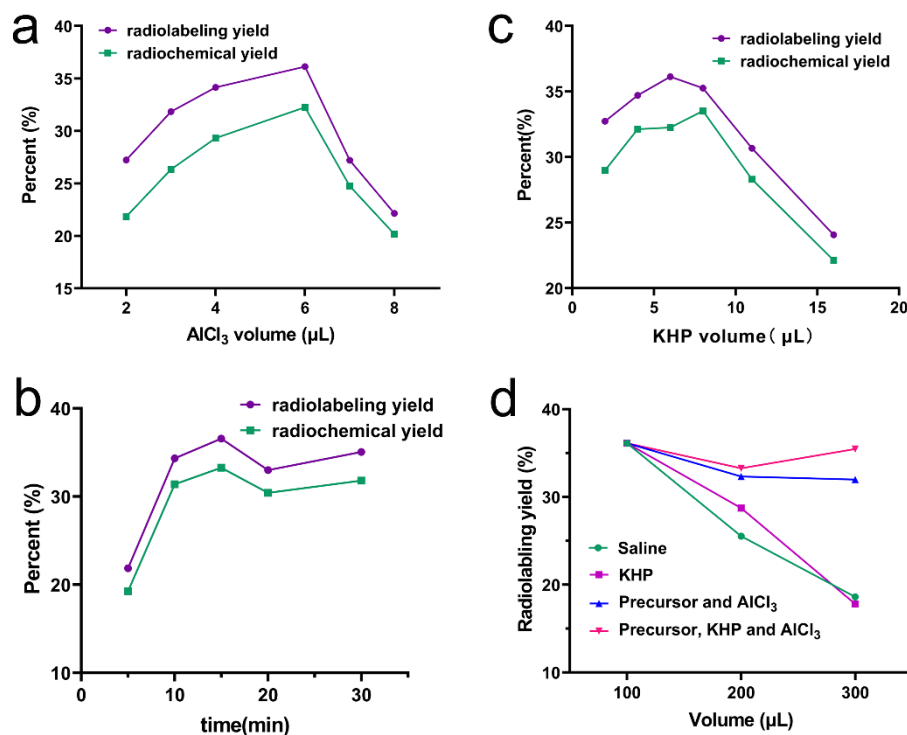 a
radiolabeling yield
radiochemical yield
Percent (%)
40
35
30
25
20
15
2
4
6
8
AlCl₃ volume (µL)
c
radiolabeling yield
radiochemical yield
Percent(%)
40
35
30
25
20
0
5
10
15
20
KHP volume( µL)
b
radiolabeling yield
radiochemical yield
Percent (%)
40
30
20
10
0
10
20
30
time(min)
d
Radiolabling yield (%)
40
30
20
10
Saline
KHP
Precursor and AlCl₃
Precursor, KHP and AlCl₃
100
200
300
Volume (µL)